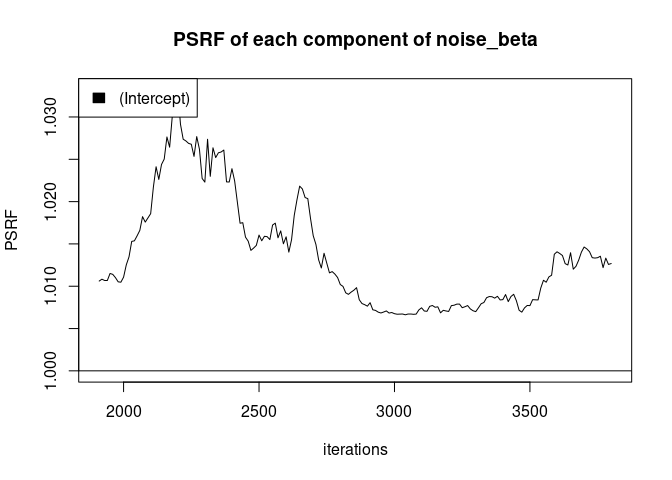 PSRF of each component of noise_beta
(Intercept)
PSRF
1.030
1.020
1.010
1.000
2000 2500 3000 3500
iterations